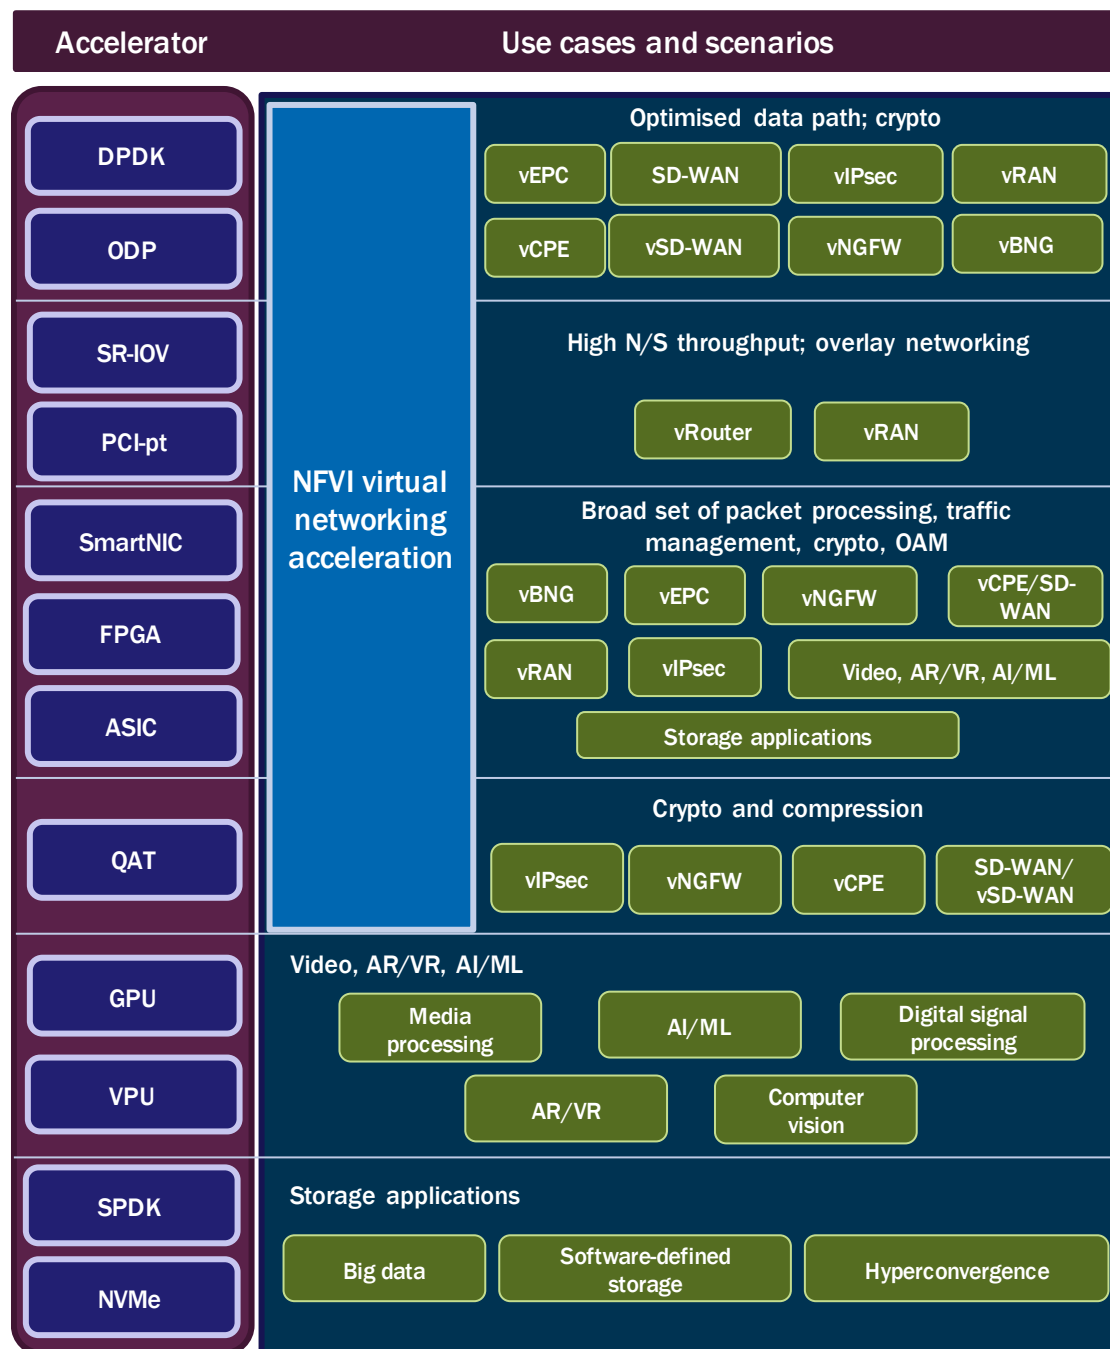 Accelerator
Use cases and scenarios
DPDK
ODP
Optimised data path; crypto
vEPC
SD-WAN
vIPsec
vRAN
vCPE
vSD-WAN
vNGFW
vBNG
SR-IOV
PCI-pt
High N/S throughput; overlay networking
vRouter
vRAN
NFVI virtual
networking
acceleration
SmartNIC
FPGA
ASIC
Broad set of packet processing, traffic
management, crypto, OAM
vBNG
vEPC
vNGFW
vCPE/SD-
WAN
vRAN
vIPsec
Video, AR/VR, AI/ML
Storage applications
QAT
Crypto and compression
vIPsec
vNGFW
vCPE
SD-WAN/
vSD-WAN
GPU
VPU
Video, AR/VR, AI/ML
Media
processing
AI/ML
Digital signal
processing
AR/VR
Computer
vision
SPDK
NVMe
Storage applications
Big data
Software-defined
storage
Hyperconvergence